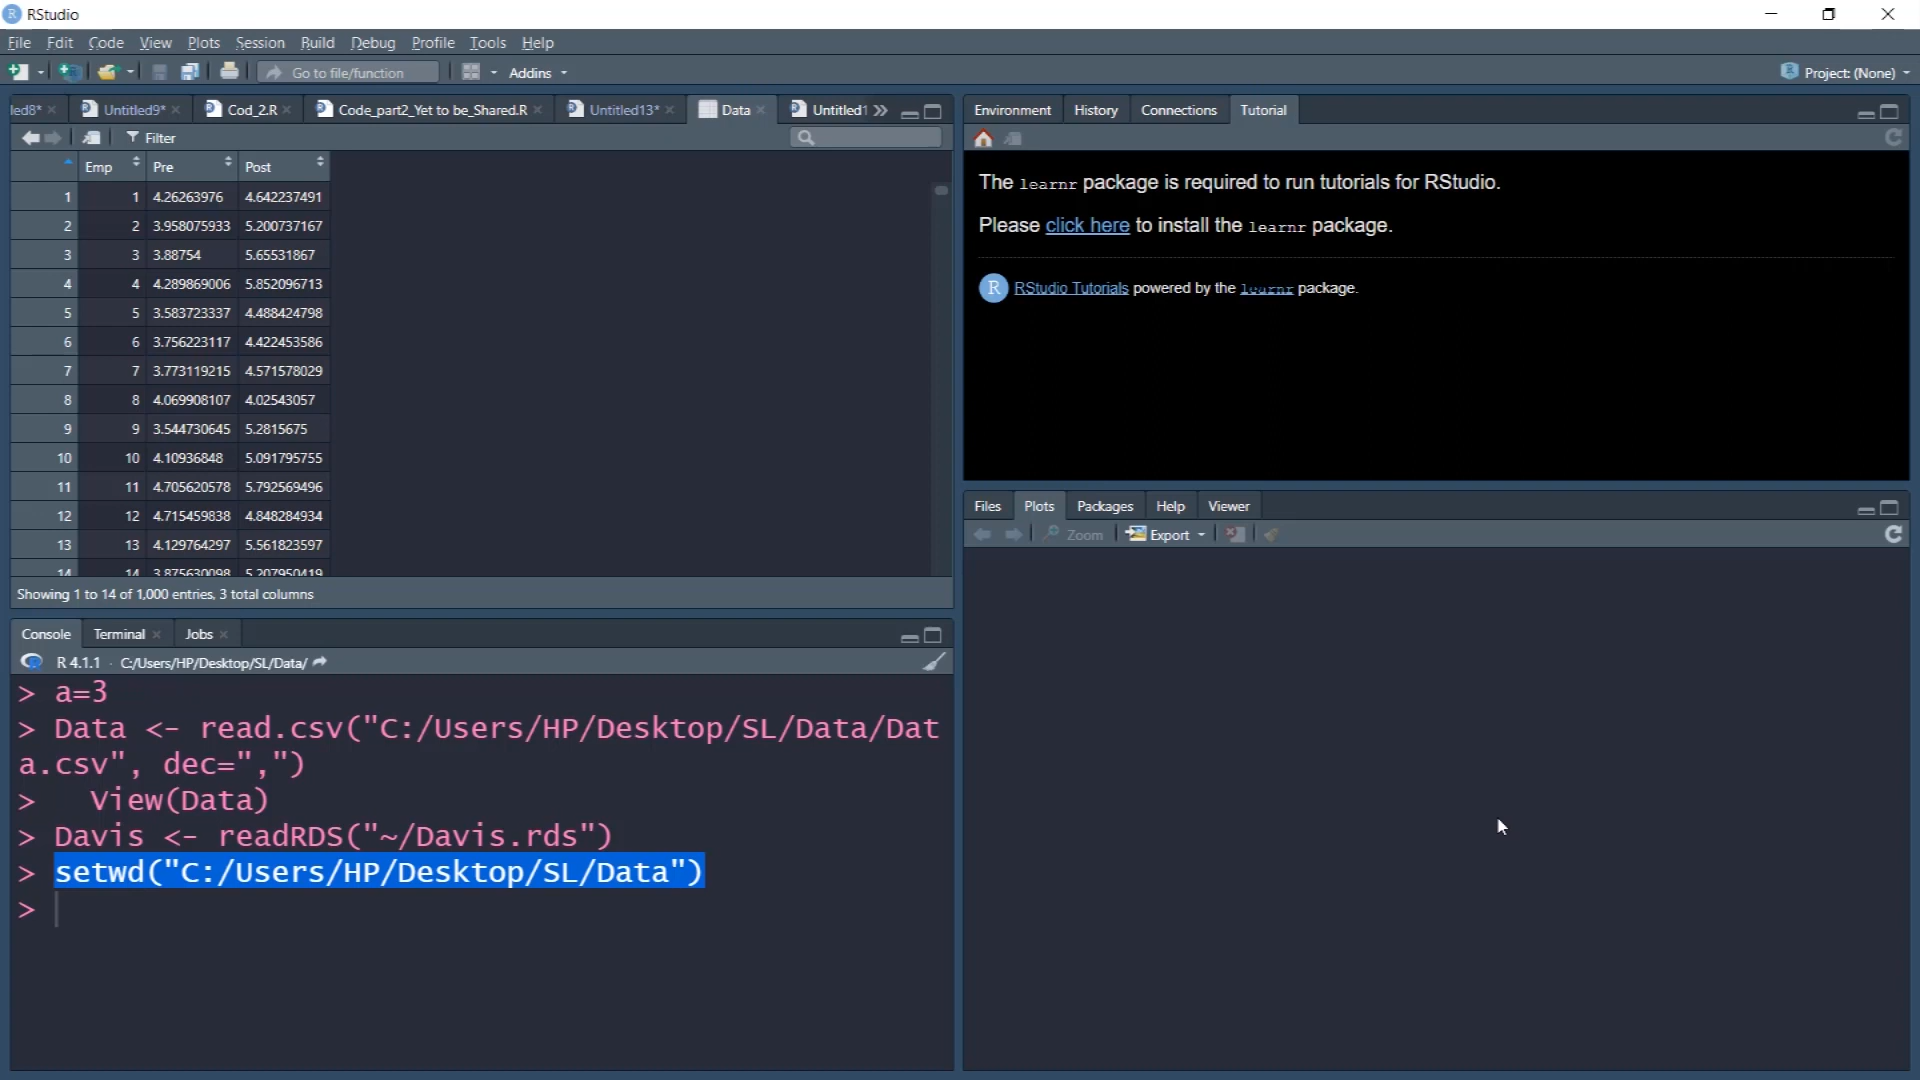 RStudio
File Edit Code View Plots Session Build Debug Profile Tools Help
Go to file/function Addins Project: (None)
led8* Untitled9* Cod_2.R Code_part2_Yet to be_Shared.R Untitled13* Data Untitled1
Filter
Emp Pre Post
1 1 4.26263976 4.642237491
2 2 3.958075933 5.200737167
3 3 3.88754 5.65531867
4 4 4.289869006 5.852096713
5 5 3.583723337 4.488424798
6 6 3.756223117 4.422453586
7 7 3.773119215 4.571578029
8 8 4.069908107 4.02543057
9 9 3.544730645 5.2815675
10 10 4.10936848 5.091795755
11 11 4.705620578 5.792569496
12 12 4.715459838 4.848284934
13 13 4.129764297 5.561823597
14 14 3.875630098 5.207950419
Showing 1 to 14 of 1,000 entries, 3 total columns
Console Terminal Jobs
R 4.1.1 · C:/Users/HP/Desktop/SL/Data/
> a=3
> Data <- read.csv("C:/Users/HP/Desktop/SL/Data/Dat
a.csv", dec=",")
>   View(Data)
> Davis <- readRDS("~/Davis.rds")
> setwd("C:/Users/HP/Desktop/SL/Data")
>
Environment History Connections Tutorial
The learnr package is required to run tutorials for RStudio.
Please click here to install the learnr package.
R RStudio Tutorials powered by the learnr package.
Files Plots Packages Help Viewer
Zoom Export